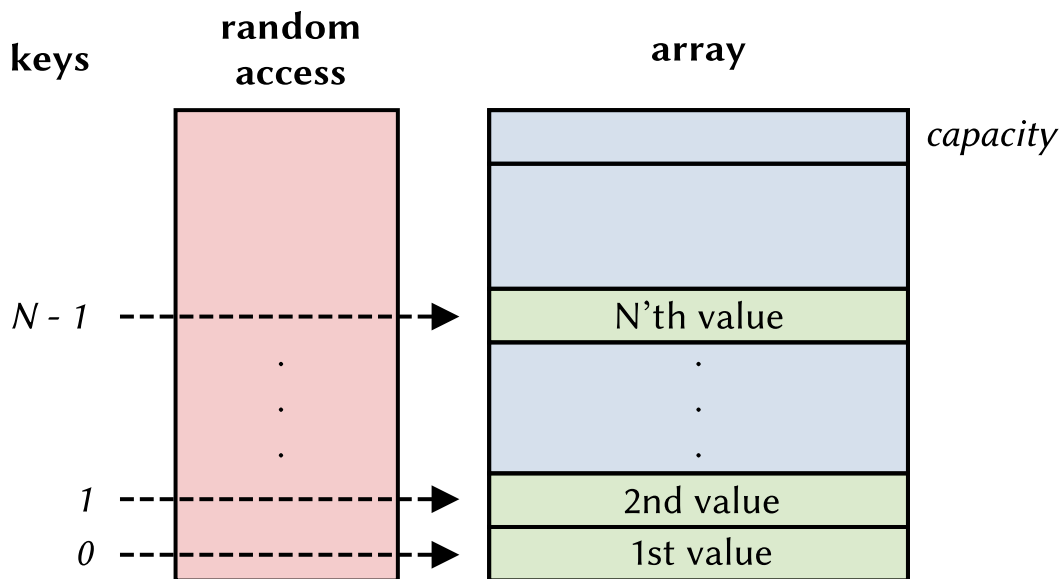 keys
random
access
array
capacity
N - 1
N’th value
.
.
.
.
.
.
1
2nd value
0
1st value